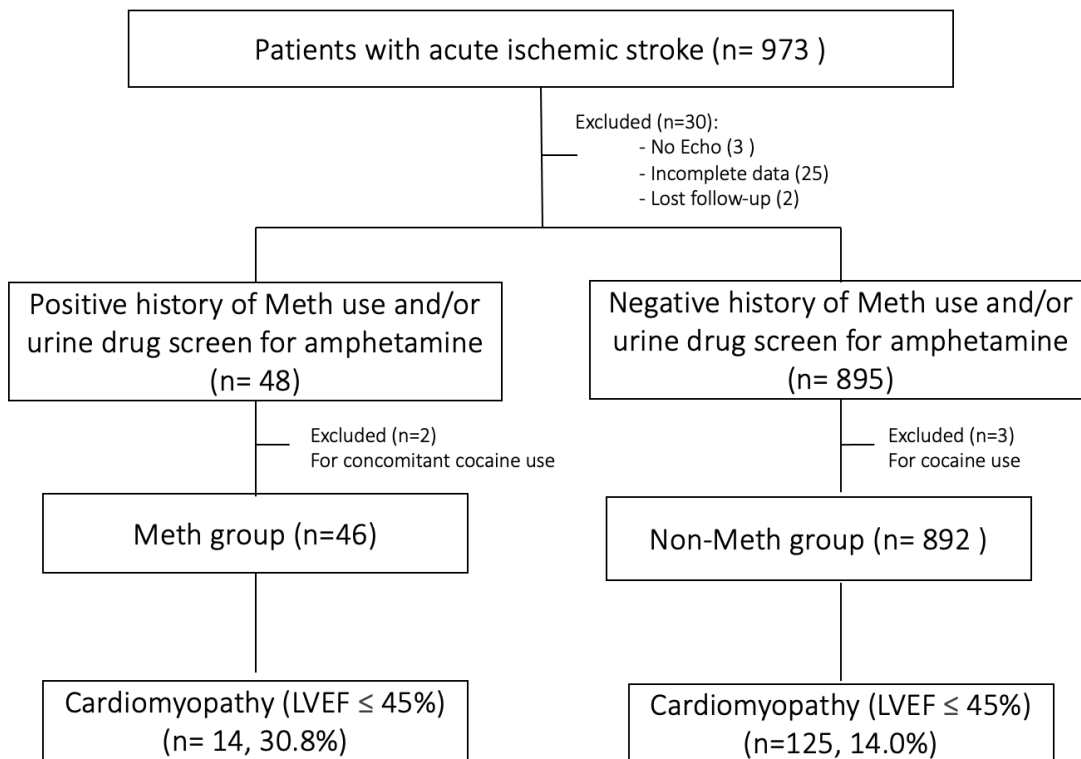 Patients with acute ischemic stroke (n= 973 )
Excluded (n=30):
- No Echo (3 )
- Incomplete data (25)
- Lost follow-up (2)
Positive history of Meth use and/or
urine drug screen for amphetamine
(n= 48)
Negative history of Meth use and/or
urine drug screen for amphetamine
(n= 895)
Excluded (n=2)
For concomitant cocaine use
Excluded (n=3)
For cocaine use
Meth group (n=46)
Non-Meth group (n= 892 )
Cardiomyopathy (LVEF ≤ 45%)
(n= 14, 30.8%)
Cardiomyopathy (LVEF ≤ 45%)
(n=125, 14.0%)